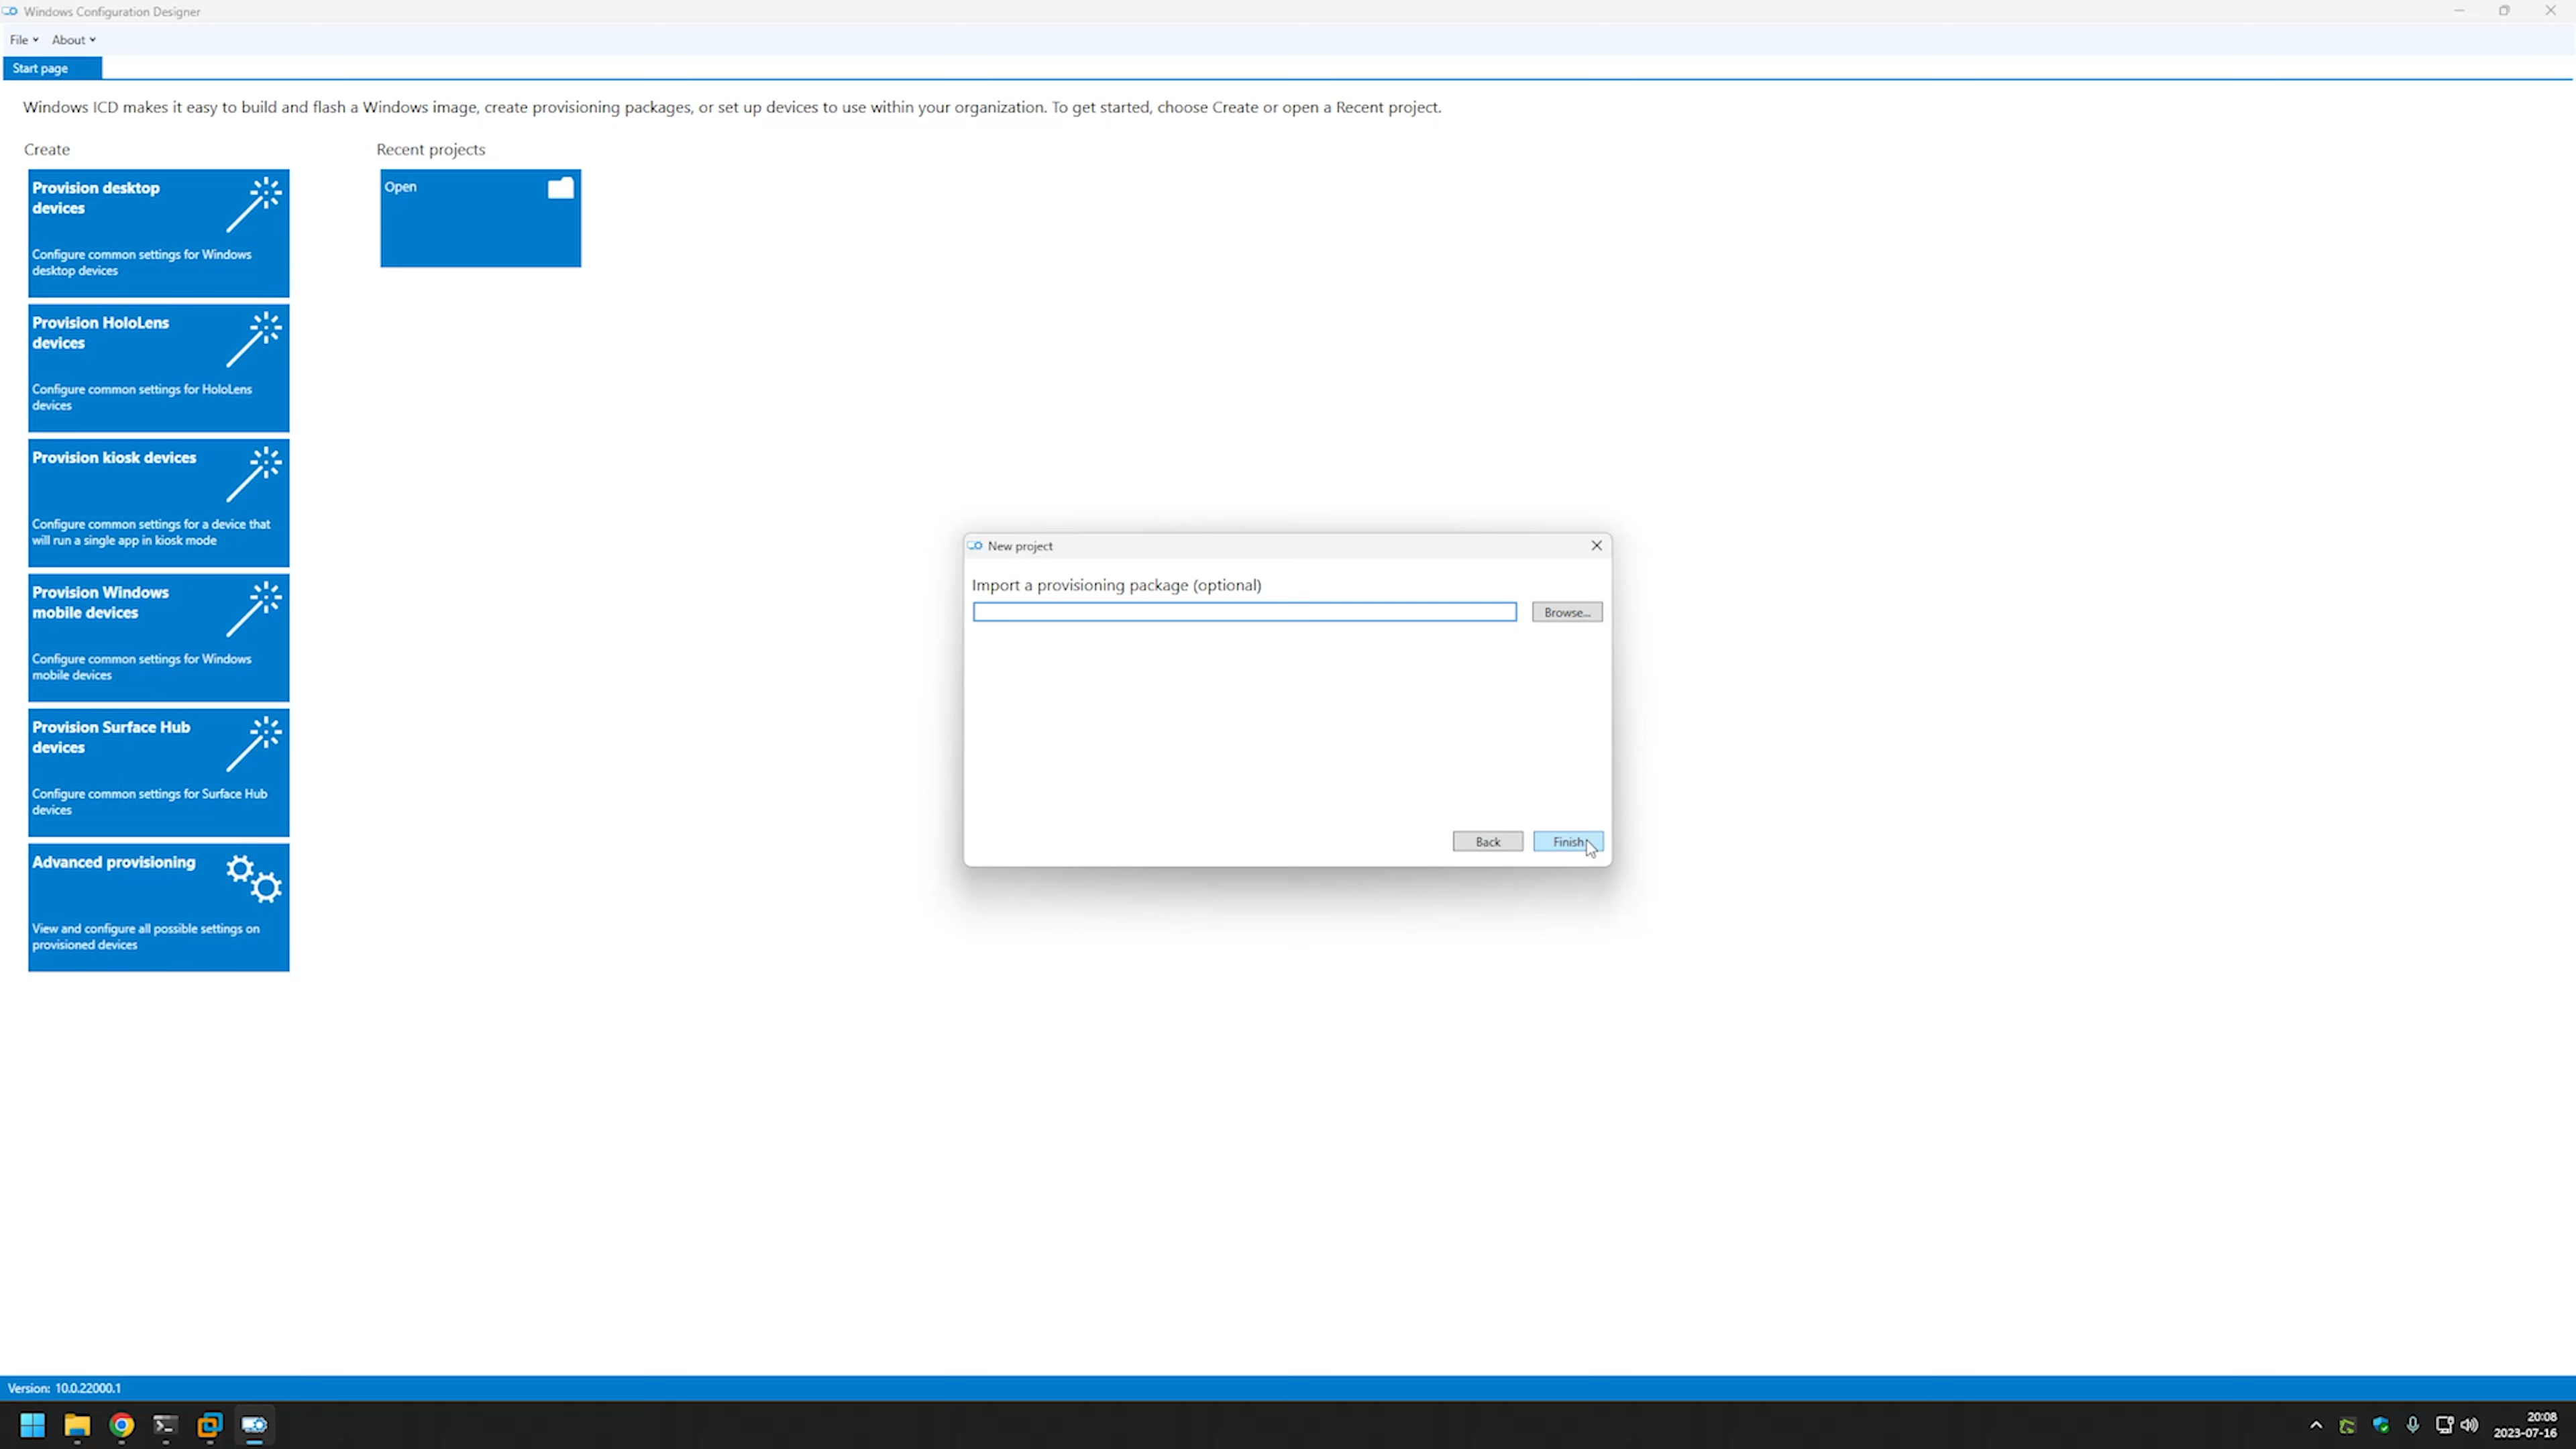 Windows Configuration Designer
File About
Start page
Windows ICD makes it easy to build and flash a Windows image, create provisioning packages, or set up devices to use within your organization. To get started, choose Create or open a Recent project.
Create
Recent projects
Provision desktop
devices
Configure common settings for Windows
desktop devices
Open
Provision HoloLens
devices
Configure common settings for HoloLens
devices
Provision kiosk devices
Configure common settings for a device that
will run a single app in kiosk mode
Provision Windows
mobile devices
Configure common settings for Windows
mobile devices
Provision Surface Hub
devices
Configure common settings for Surface Hub
devices
Advanced provisioning
View and configure all possible settings on
provisioned devices
New project
Import a provisioning package (optional)
Browse...
Back
Finish
Version: 10.0.22000.1
20:08
2023-07-16